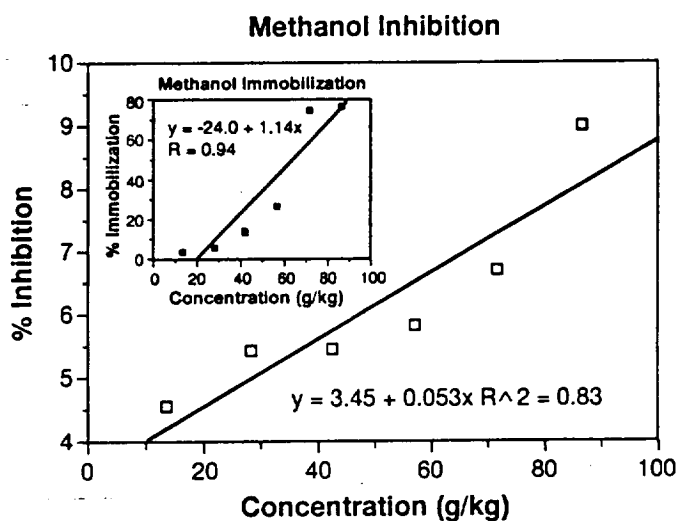 Methanol Inhibition
10
9
8
7
6
5
4
% Inhibition
Methanol Immobilization
80
60
40
20
0
% Immobilization
y = -24.0 + 1.14x
R = 0.94
0 20 40 60 80 100
Concentration (g/kg)
y = 3.45 + 0.053x R^2 = 0.83
0 20 40 60 80 100
Concentration (g/kg)